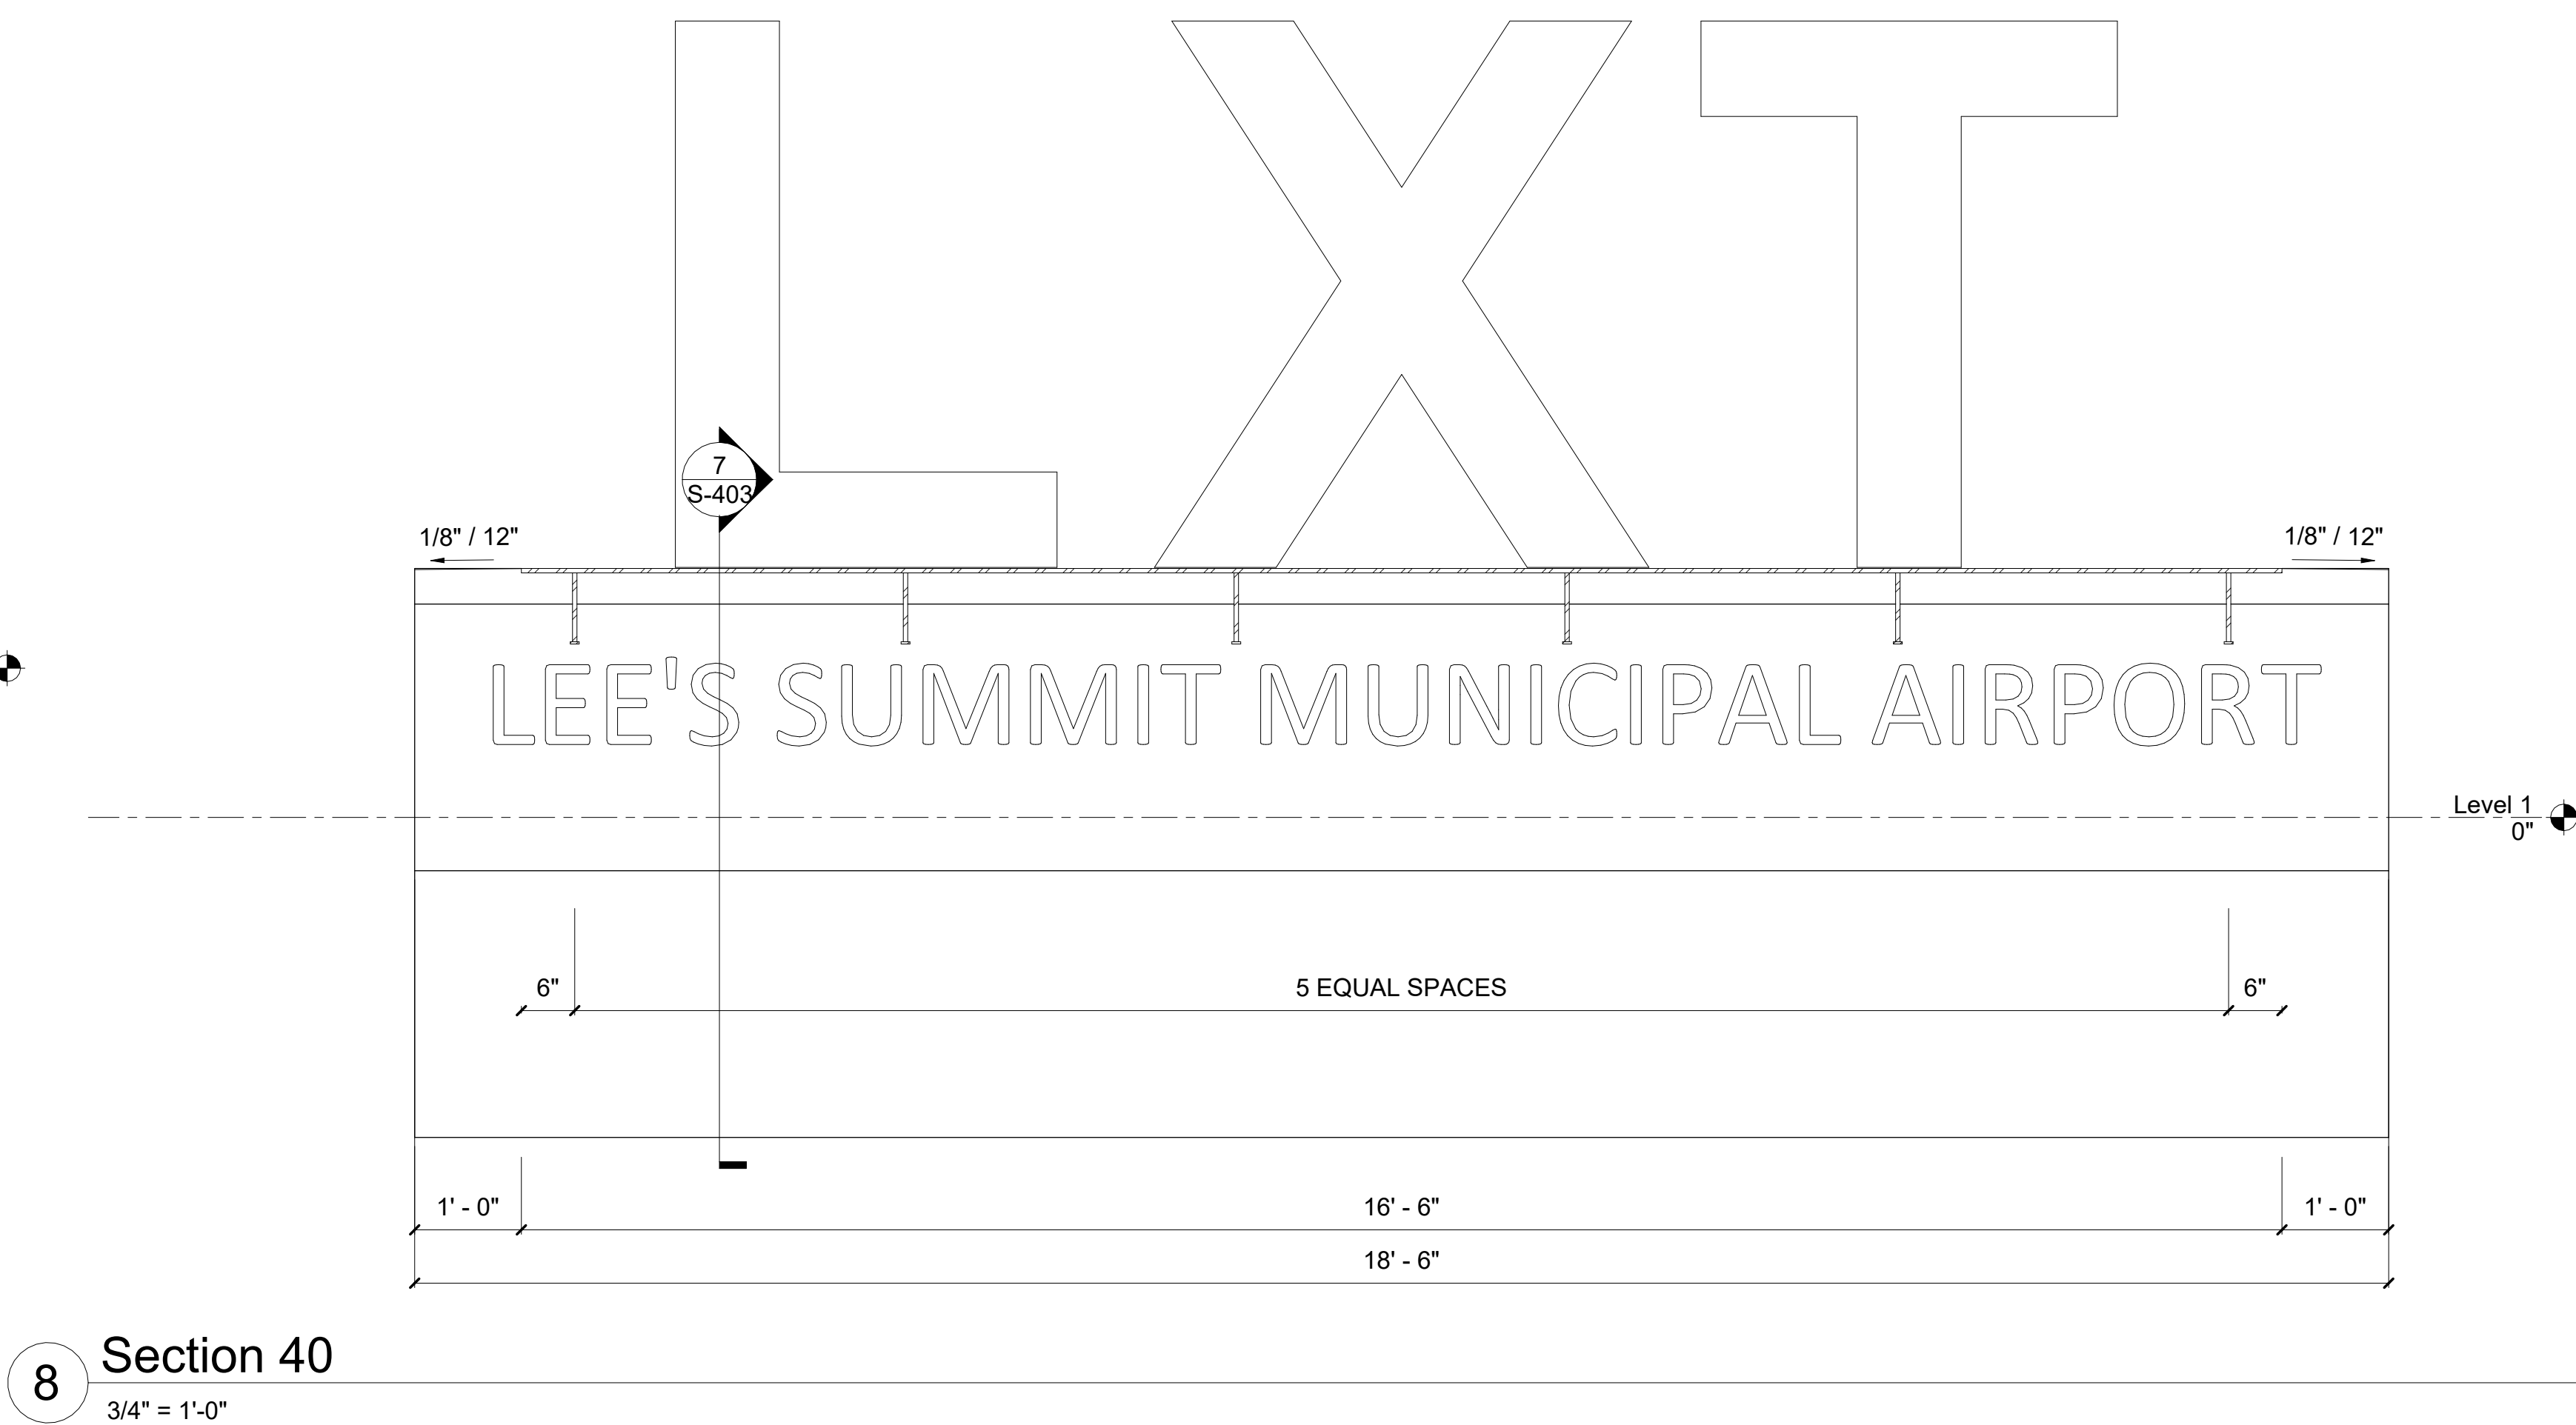 LXT
7
S-403
1/8" / 12"
1/8" / 12"
LEE'S SUMMIT MUNICIPAL AIRPORT
Level 1
0"
6"
5 EQUAL SPACES
6"
1' - 0"
16' - 6"
1' - 0"
18' - 6"
8
Section 40
3/4" = 1'-0"